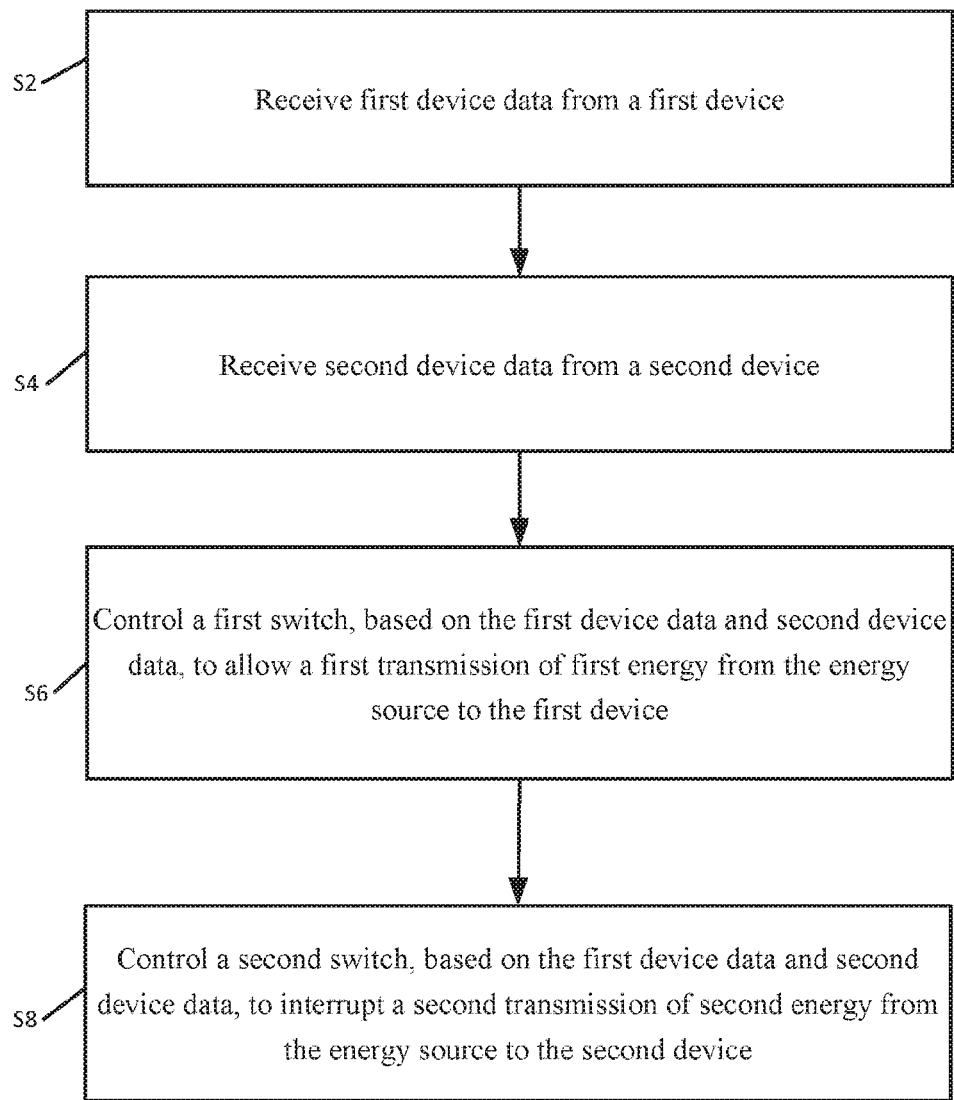 S2
Receive first device data from a first device
S4
Receive second device data from a second device
S6
Control a first switch, based on the first device data and second device
data, to allow a first transmission of first energy from the energy
source to the first device
S8
Control a second switch, based on the first device data and second
device data, to interrupt a second transmission of second energy from
the energy source to the second device